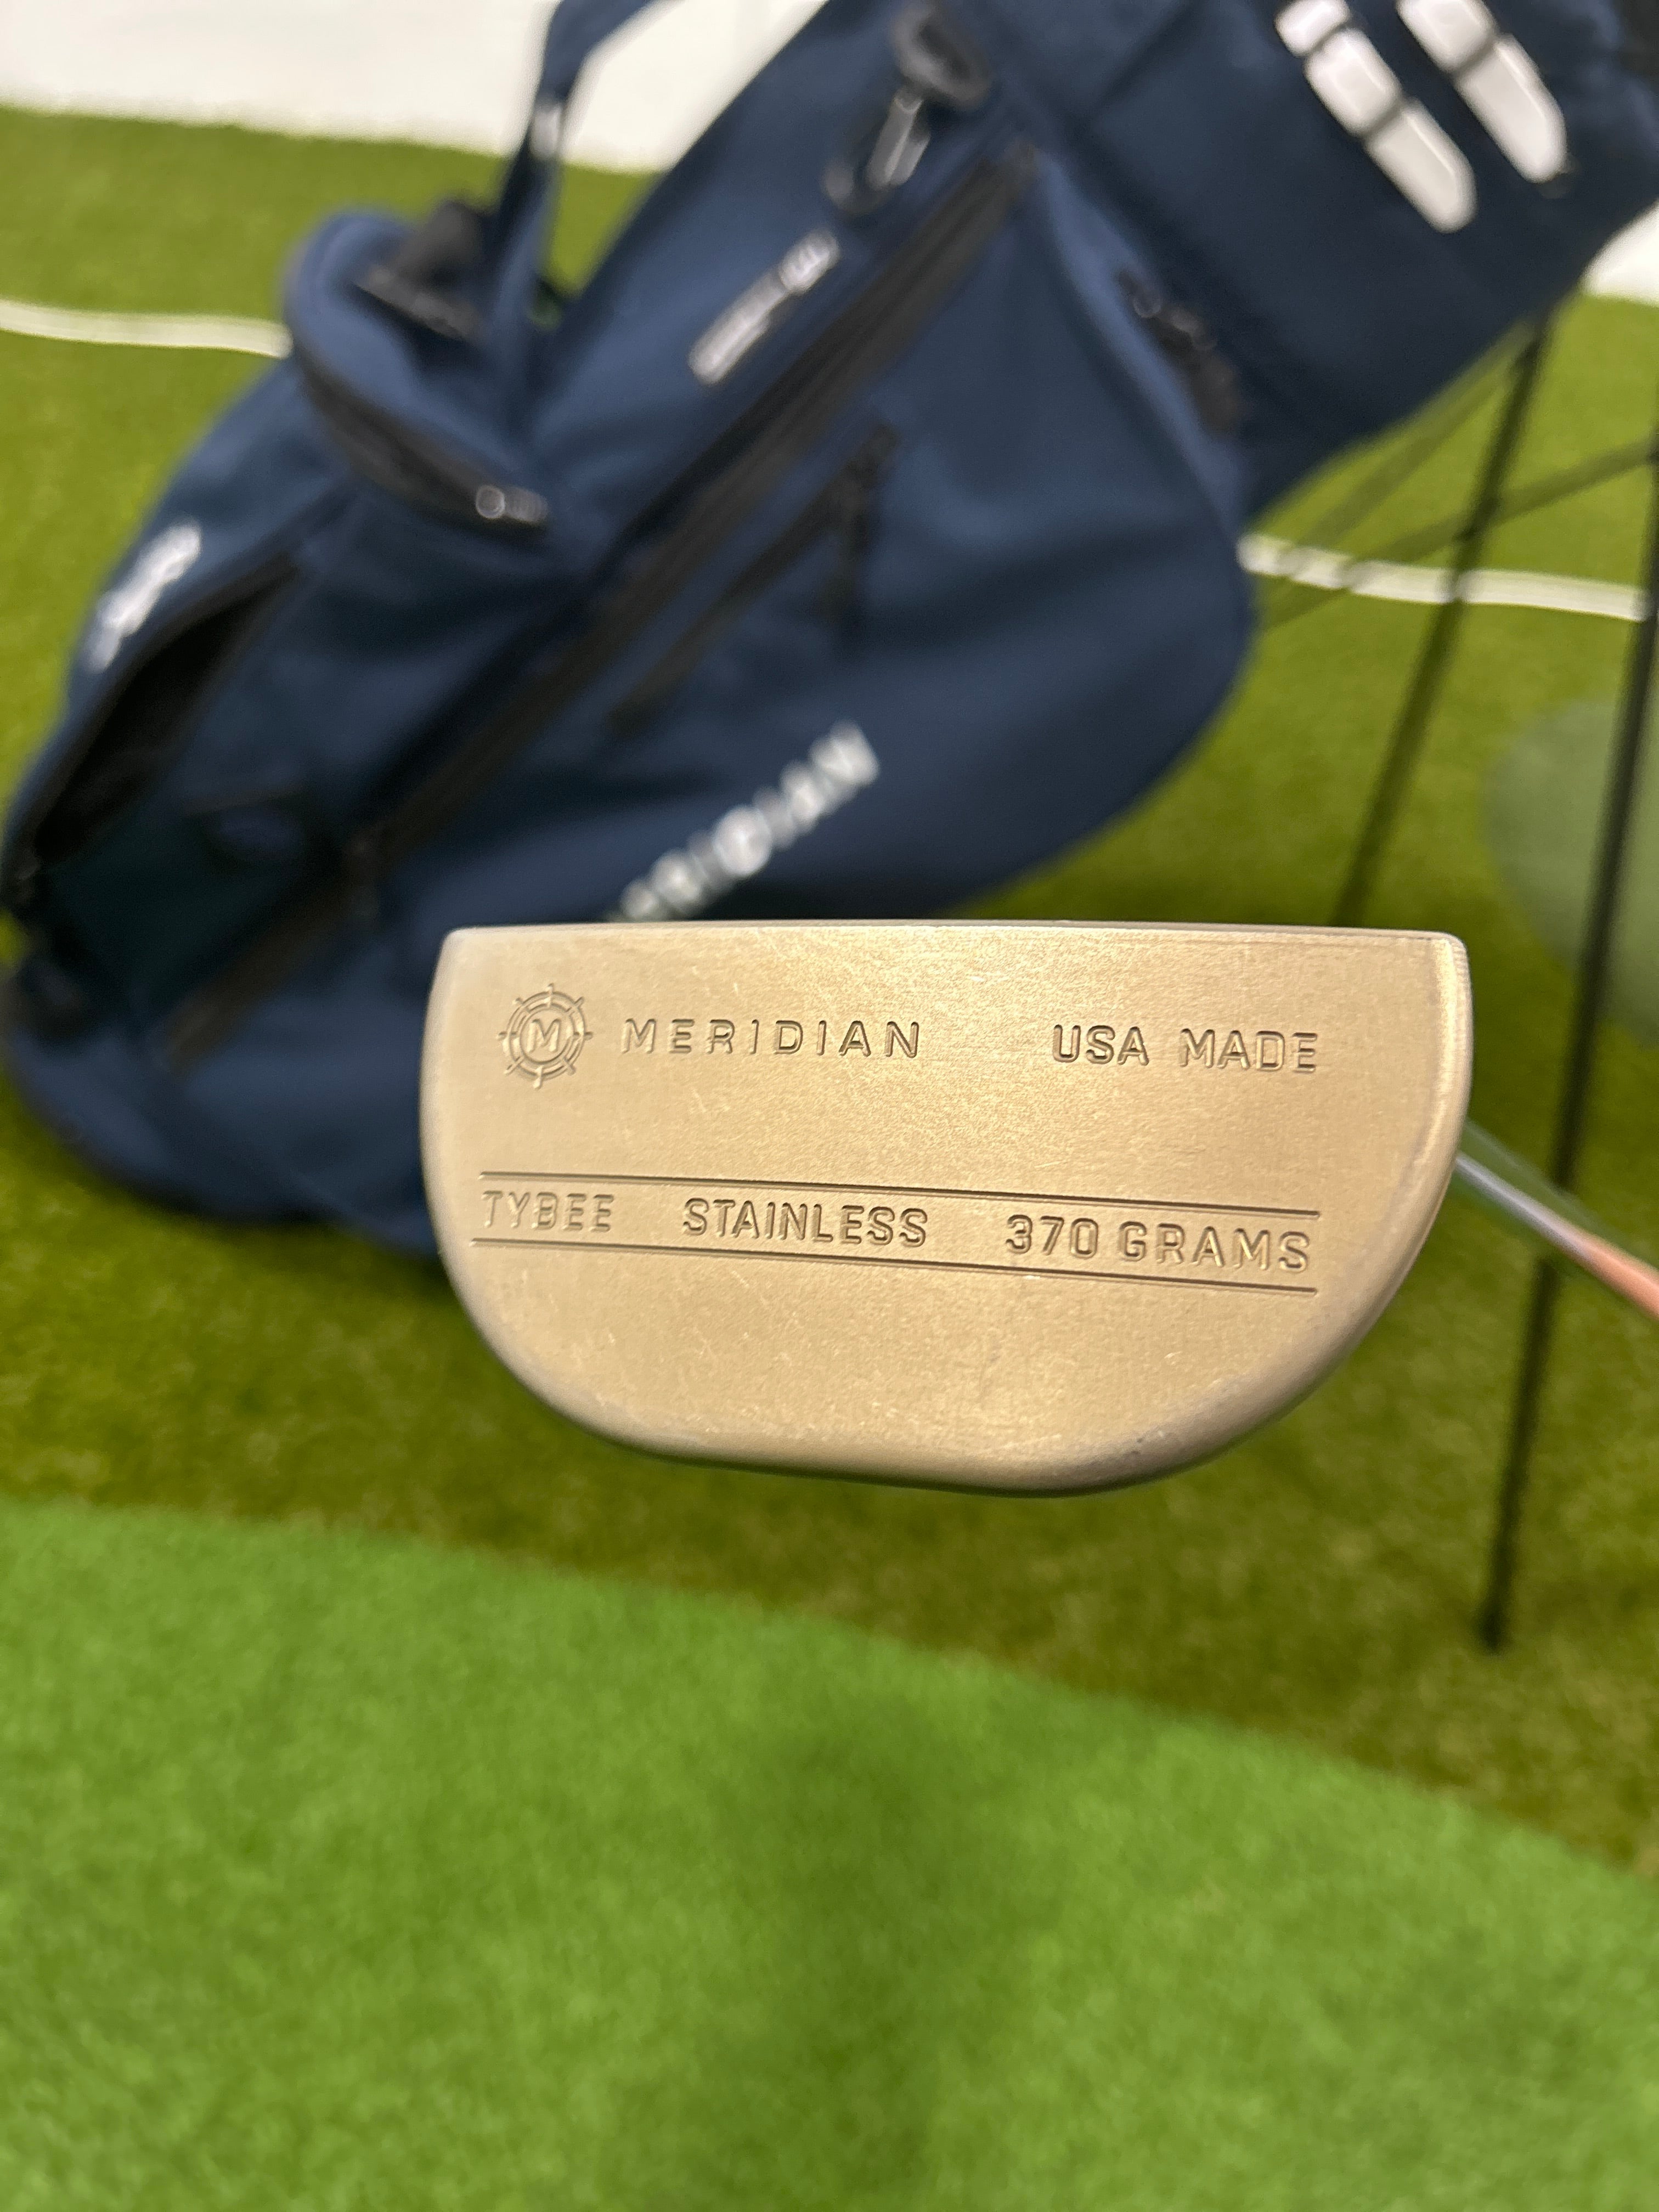 M MERIDIAN USA MADE
TYBEE STAINLESS 370 GRAMS